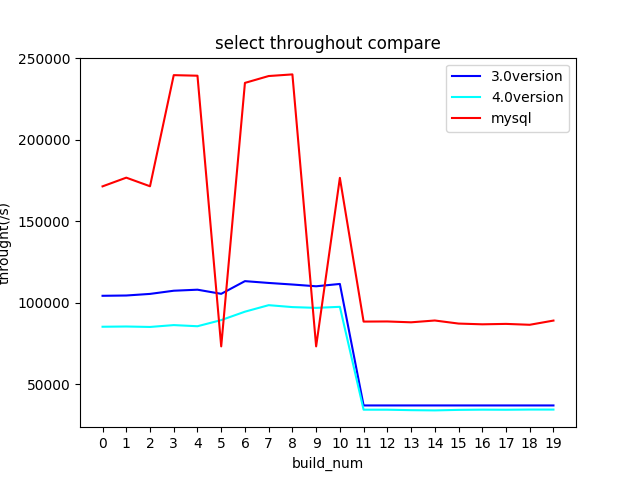 select throughout compare
250000
200000
150000
100000
50000
throught(/s)
3.0version
4.0version
mysql
0 1 2 3 4 5 6 7 8 9 10 11 12 13 14 15 16 17 18 19
build_num